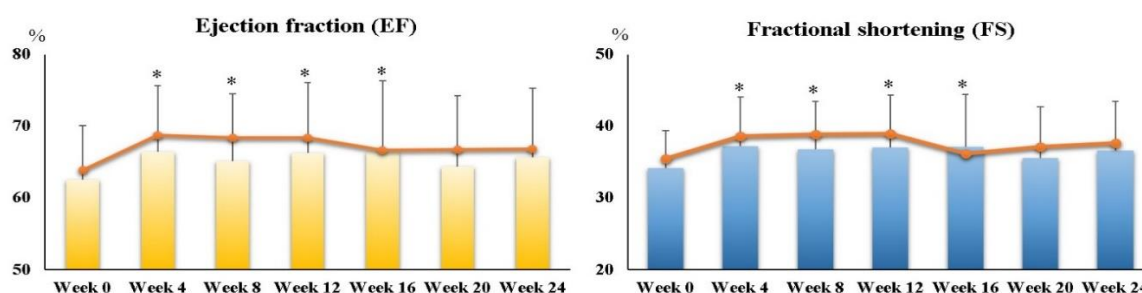 Ejection fraction (EF)
%
80
70
60
50
* * * *
Week 0 Week 4 Week 8 Week 12 Week 16 Week 20 Week 24
Fractional shortening (FS)
%
50
40
30
20
* * * *
Week 0 Week 4 Week 8 Week 12 Week 16 Week 20 Week 24